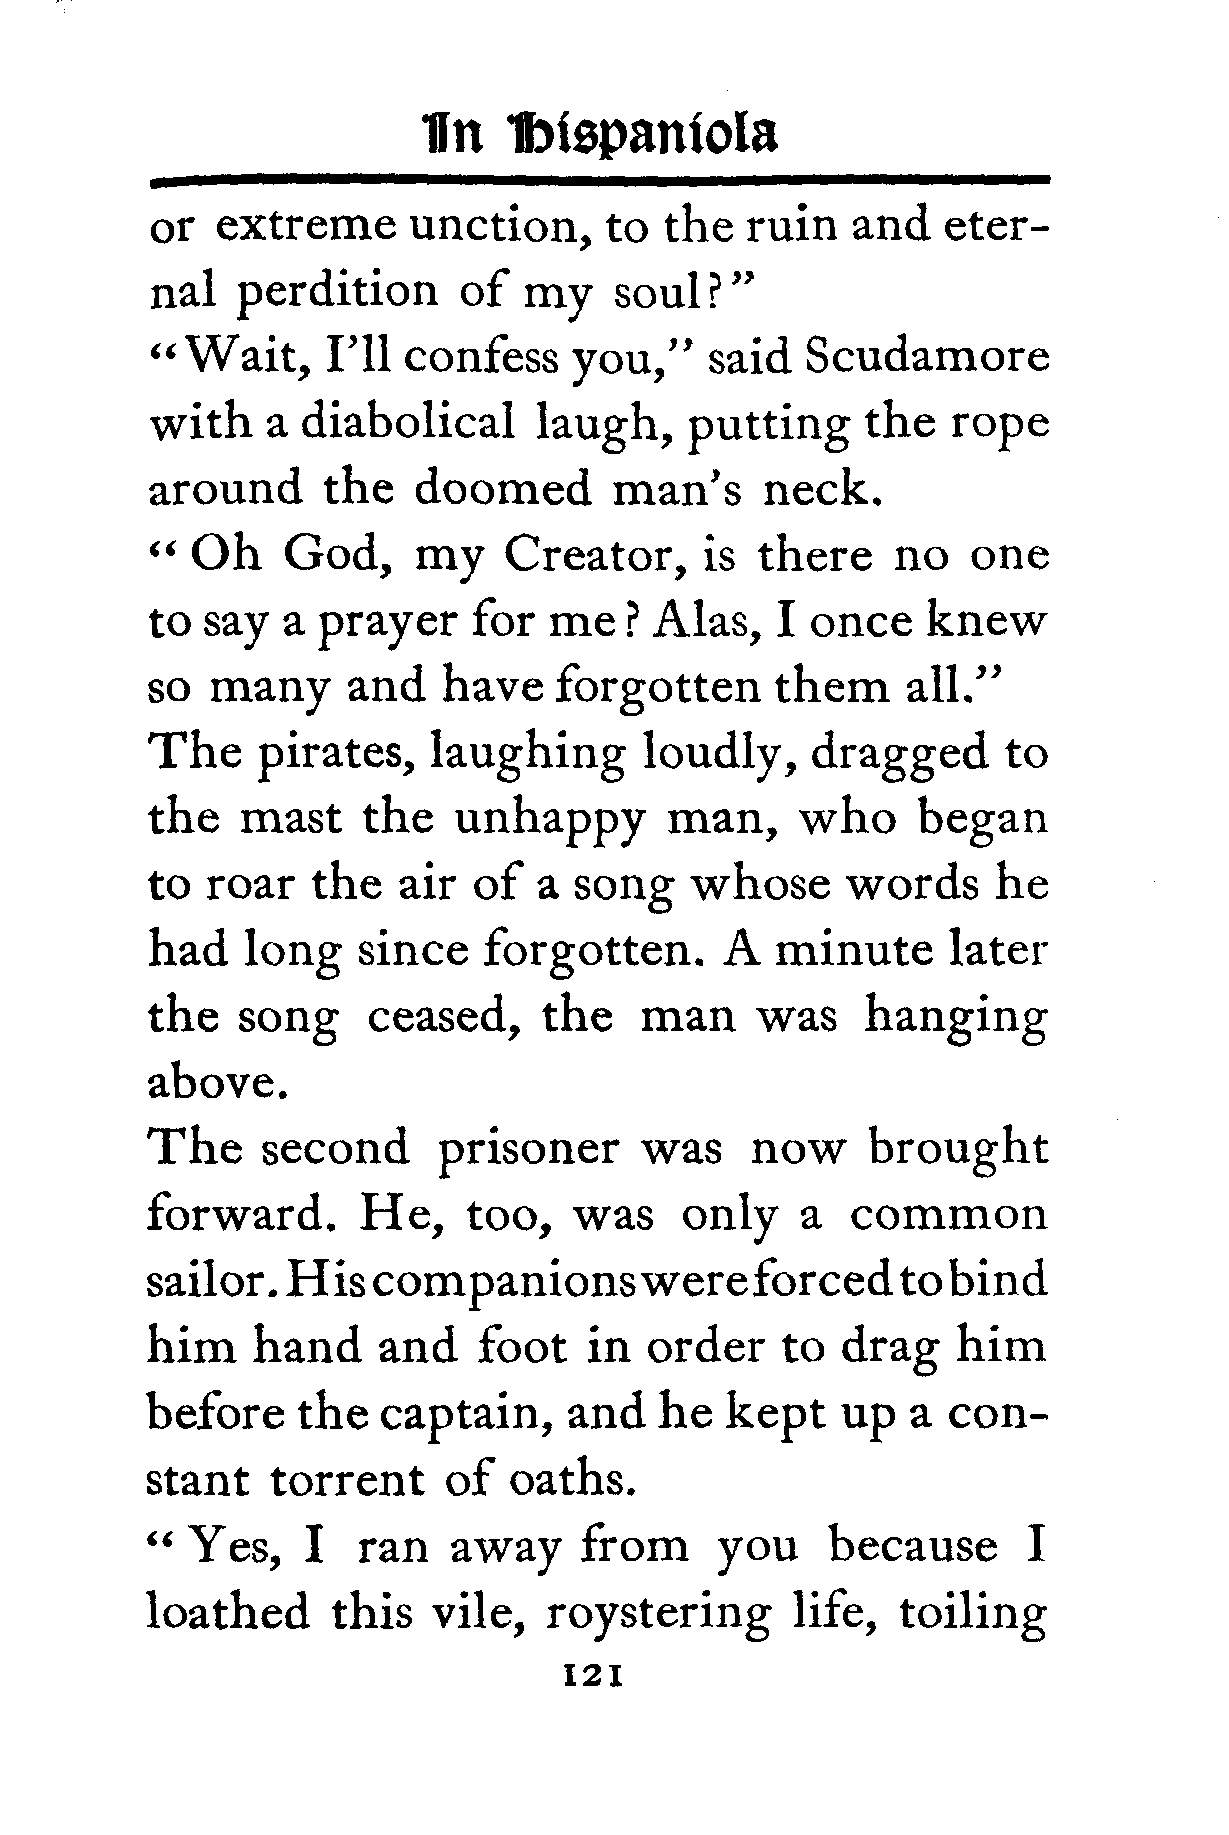 In Hispaniola
or extreme unction, to the ruin and eter-
nal perdition of my soul?"
"Wait, I'll confess you," said Scudamore
with a diabolical laugh, putting the rope
around the doomed man's neck.
"Oh God, my Creator, is there no one
to say a prayer for me? Alas, I once knew
so many and have forgotten them all."
The pirates, laughing loudly, dragged to
the mast the unhappy man, who began
to roar the air of a song whose words he
had long since forgotten. A minute later
the song ceased, the man was hanging
above.
The second prisoner was now brought
forward. He, too, was only a common
sailor. His companions were forced to bind
him hand and foot in order to drag him
before the captain, and he kept up a con-
stant torrent of oaths.
"Yes, I ran away from you because I
loathed this vile, roystering life, toiling
121